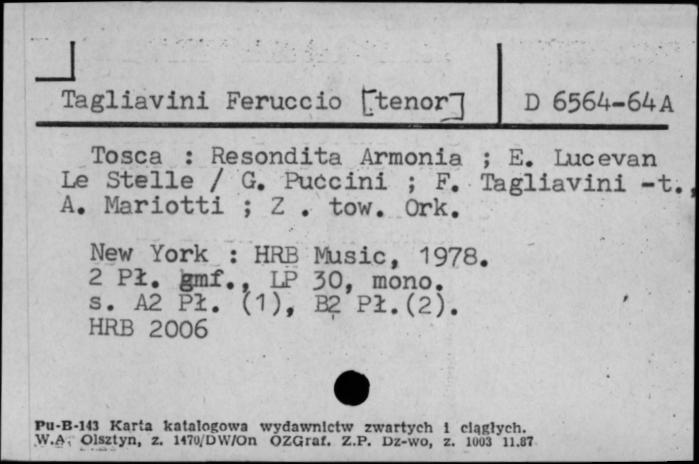 Tagliavini Feruccio [tenor]
D 6564-64A
Tosca : Resondita Armonia ; E. Lucevan
Le Stelle / G. Puccini ; F. Tagliavini -t.,
A. Mariotti ; Z . tow. Ork.
New York : HRB Music, 1978.
2 Pł. gmf., LP 30, mono.
s. A2 Pł. (1), B2 Pł.(2).
HRB 2006
Pu-B-143 Karta katalogowa wydawnictw zwartych i ciągłych.
W.A. Olsztyn, z. 1470/DW/On OZGraf. Z.P. Dz-wo, z. 1003 11.87